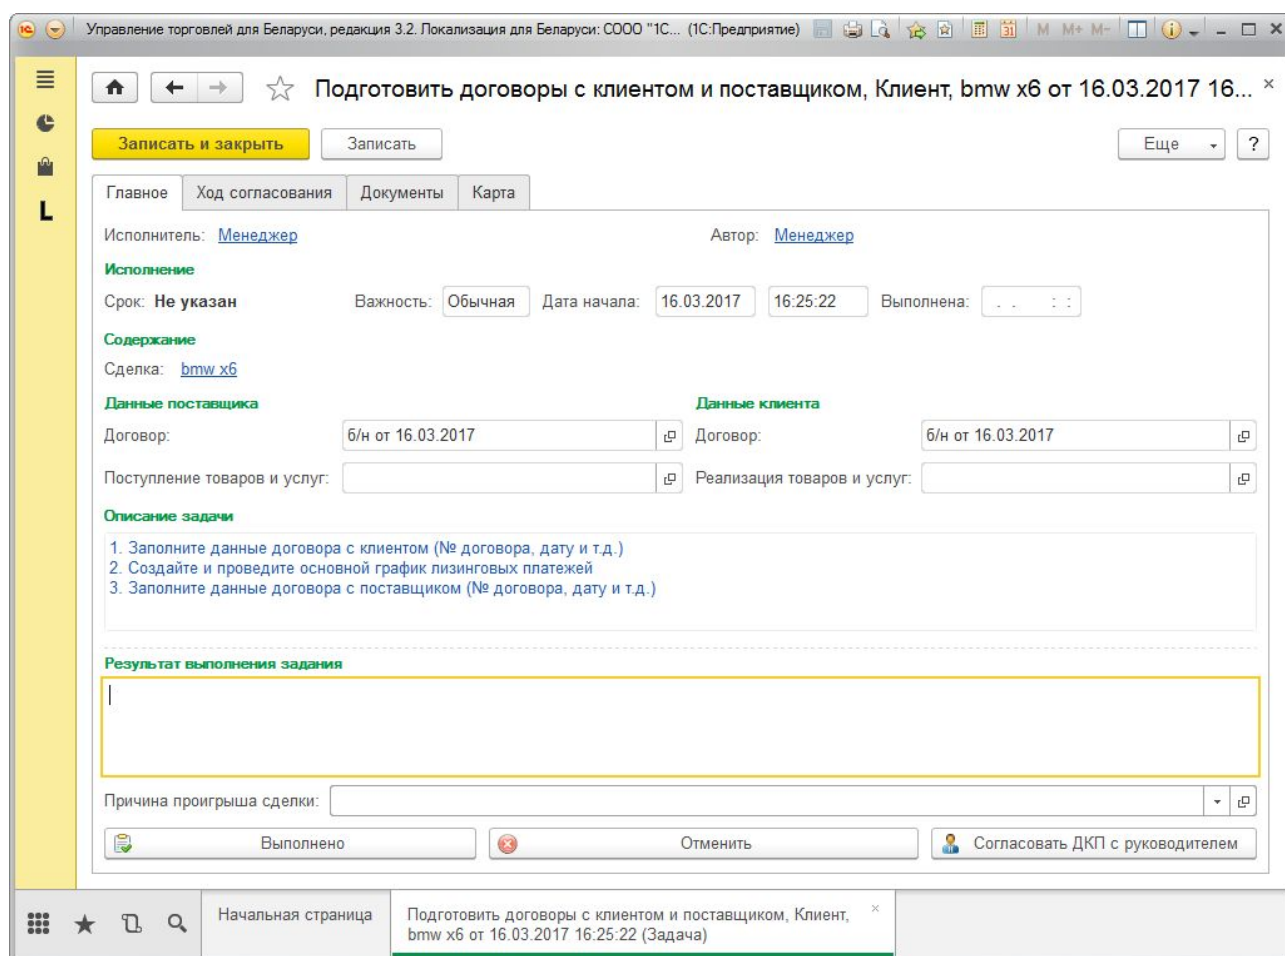 Управление торговлей для Беларуси, редакция 3.2. Локализация для Беларуси: СООО "1С... (1С:Предприятие)
M M+ M-
Подготовить договоры с клиентом и поставщиком, Клиент, bmw x6 от 16.03.2017 16...
Записать и закрыть Записать Еще ?
L
Главное Ход согласования Документы Карта
Исполнитель: Менеджер Автор: Менеджер
Исполнение
Срок: Не указан Важность: Обычная Дата начала: 16.03.2017 16:25:22 Выполнена: . . : :
Содержание
Сделка: bmw x6
Данные поставщика Данные клиента
Договор: б/н от 16.03.2017 Договор: б/н от 16.03.2017
Поступление товаров и услуг: Реализация товаров и услуг:
Описание задачи
1. Заполните данные договора с клиентом (№ договора, дату и т.д.)
2. Создайте и проведите основной график лизинговых платежей
3. Заполните данные договора с поставщиком (№ договора, дату и т.д.)
Результат выполнения задания
Причина проигрыша сделки:
Выполнено Отменить Согласовать ДКП с руководителем
Начальная страница Подготовить договоры с клиентом и поставщиком, Клиент,
bmw x6 от 16.03.2017 16:25:22 (Задача)